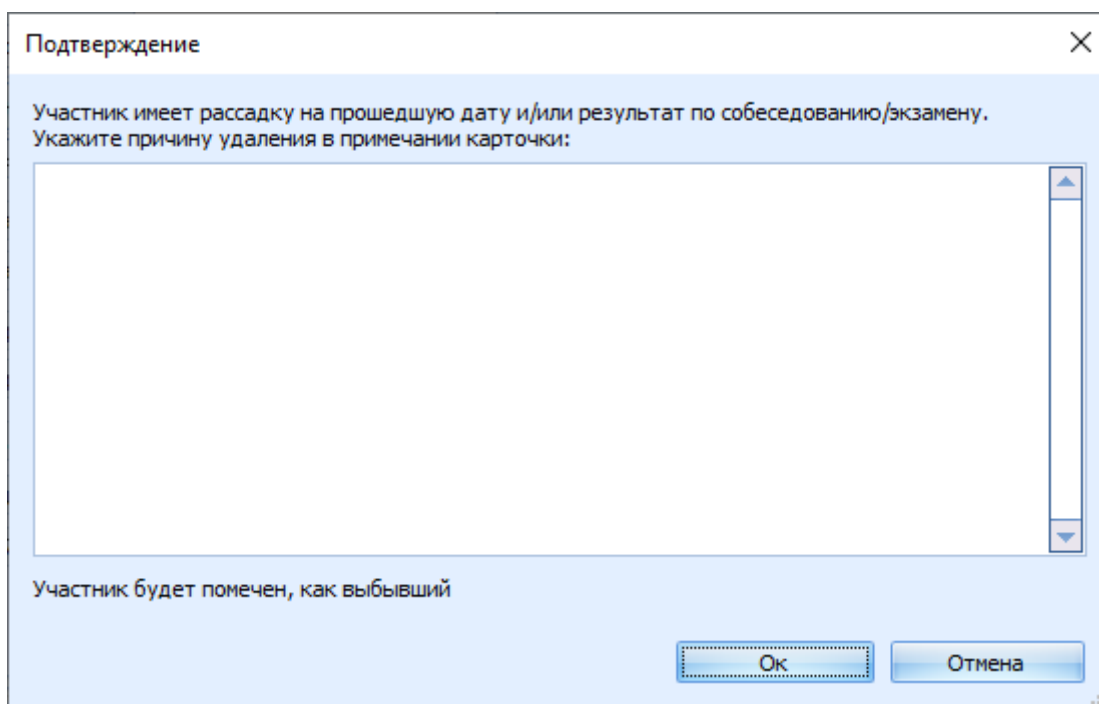 Подтверждение
Участник имеет рассадку на прошедшую дату и/или результат по собеседованию/экзамену.
Укажите причину удаления в примечании карточки:
Участник будет помечен, как выбывший
Ок
Отмена